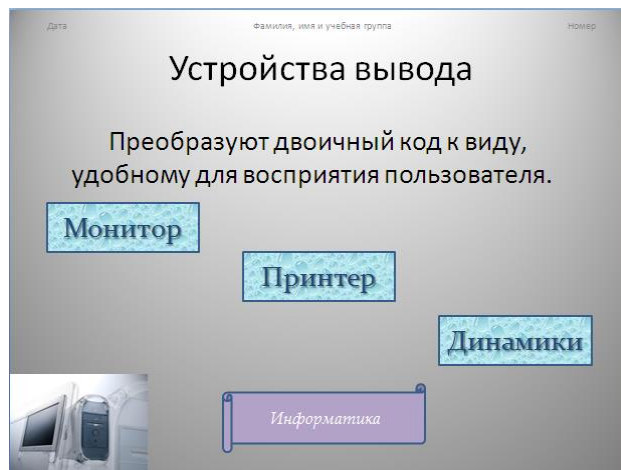 Дата Фамилия, имя и учебная группа Номер
Устройства вывода
Преобразуют двоичный код к виду,
удобному для восприятия пользователя.
Монитор
Принтер
Динамики
Информатика